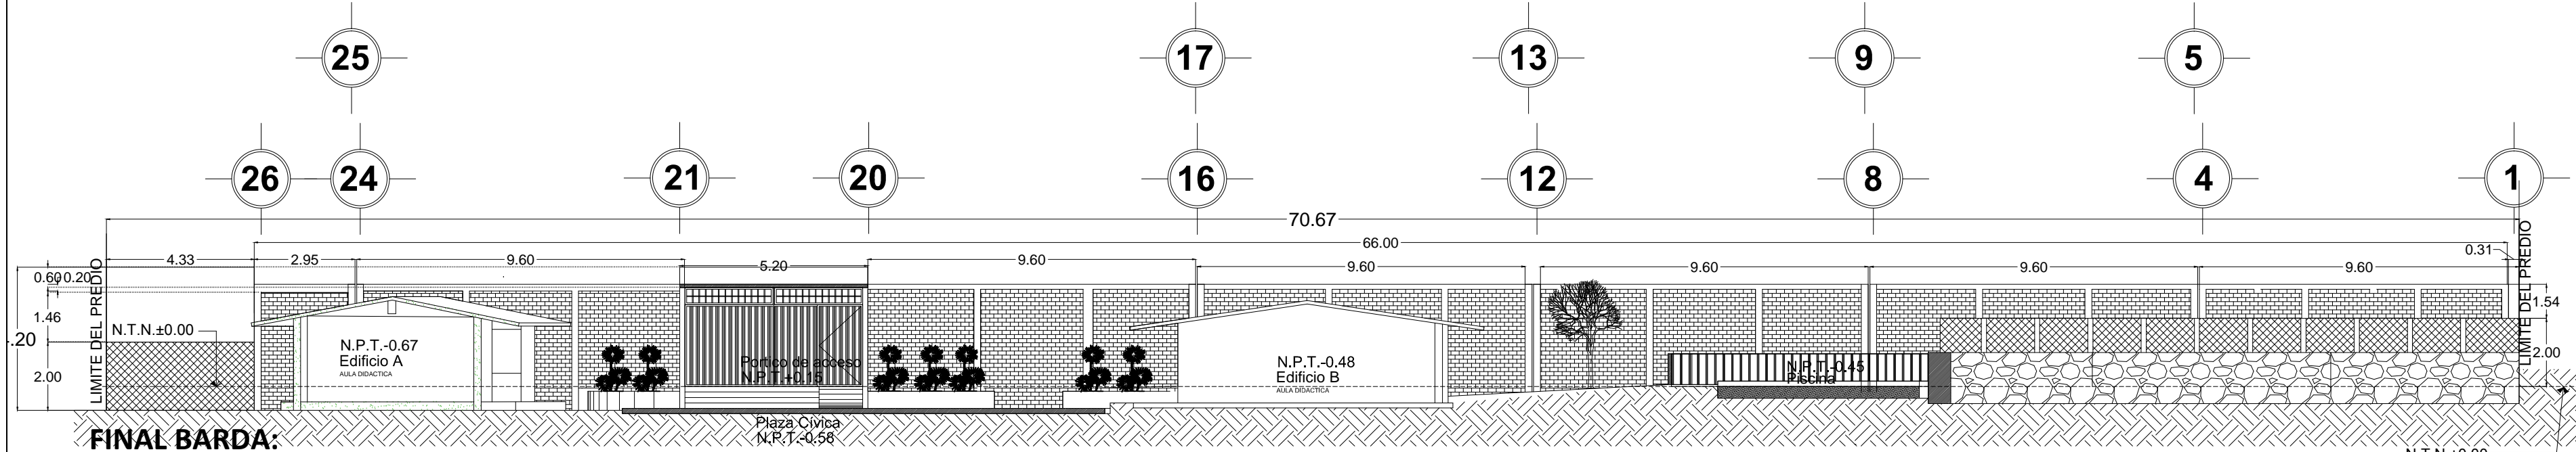 25 17 13 9 5
26 24 21 20 16 12 8 4 1
70.67
66.00
4.33 2.95 9.60 5.20 9.60 9.60 9.60 9.60 9.60 0.31
0.60 0.20
1.46
.20
2.00
LIMITE DEL PREDIO
N.T.N.±0.00
N.P.T.-0.67
Edificio A
AULA DIDACTICA
Portico de acceso
N.P.T.+0.15
Plaza Cívica
N.P.T.-0.58
N.P.T.-0.48
Edificio B
AULA DIDACTICA
N.P.T.-0.45
Piscina
1.54
2.00
LIMITE DEL PREDIO
FINAL BARDA: